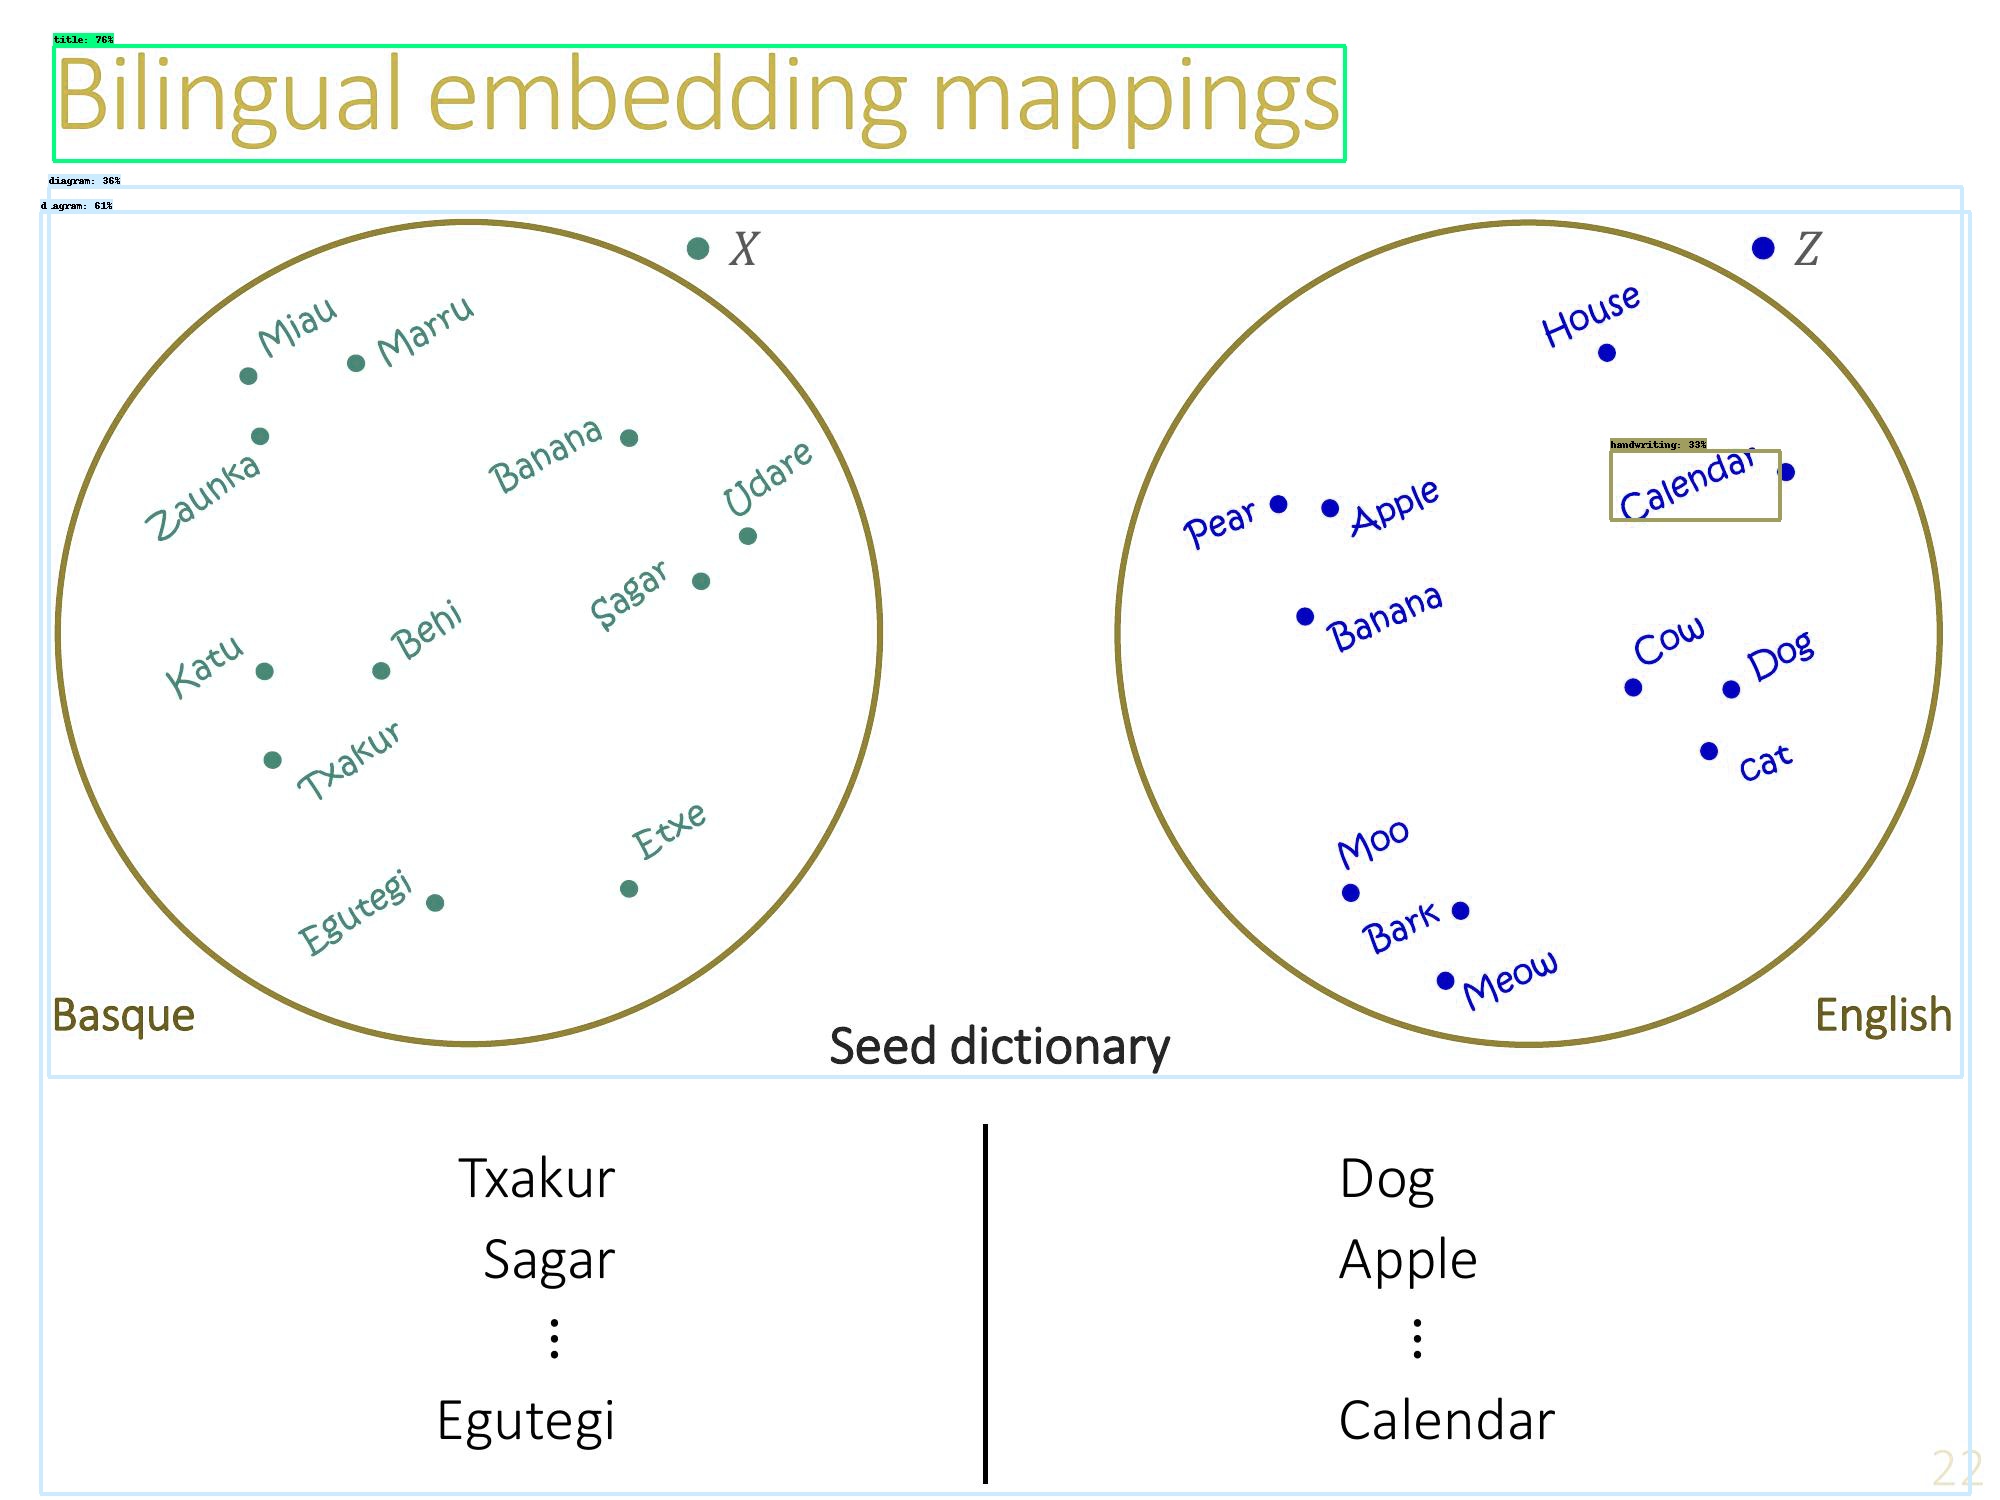 title: 76%
Bilingual embedding mappings
diagram: 36%
diagram: 61%
X
Miau
Marru
Zaunka
Banana
Udare
Sagar
Katu
Behi
Txakur
Etxe
Egutegi
Basque
Z
House
handwriting: 33%
Calendar
Pear
Apple
Banana
Cow
Dog
cat
Moo
Bark
Meow
English
Seed dictionary
Txakur Dog
Sagar Apple
⋮ ⋮
Egutegi Calendar
22